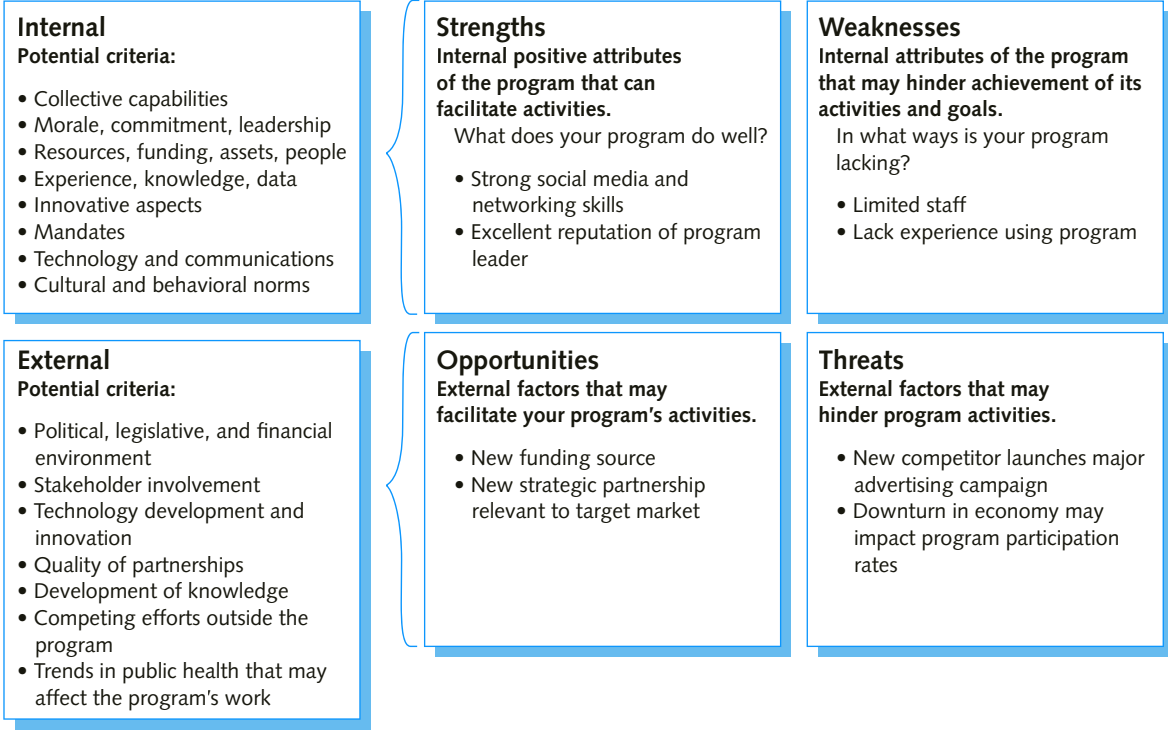 Internal
Potential criteria:
• Collective capabilities
• Morale, commitment, leadership
• Resources, funding, assets, people
• Experience, knowledge, data
• Innovative aspects
• Mandates
• Technology and communications
• Cultural and behavioral norms
Strengths
Internal positive attributes
of the program that can
facilitate activities.
What does your program do well?
• Strong social media and
networking skills
• Excellent reputation of program
leader
Weaknesses
Internal attributes of the program
that may hinder achievement of its
activities and goals.
In what ways is your program
lacking?
• Limited staff
• Lack experience using program
External
Potential criteria:
• Political, legislative, and financial
environment
• Stakeholder involvement
• Technology development and
innovation
• Quality of partnerships
• Development of knowledge
• Competing efforts outside the
program
• Trends in public health that may
affect the program's work
Opportunities
External factors that may
facilitate your program's activities.
• New funding source
• New strategic partnership
relevant to target market
Threats
External factors that may
hinder program activities.
• New competitor launches major
advertising campaign
• Downturn in economy may
impact program participation
rates